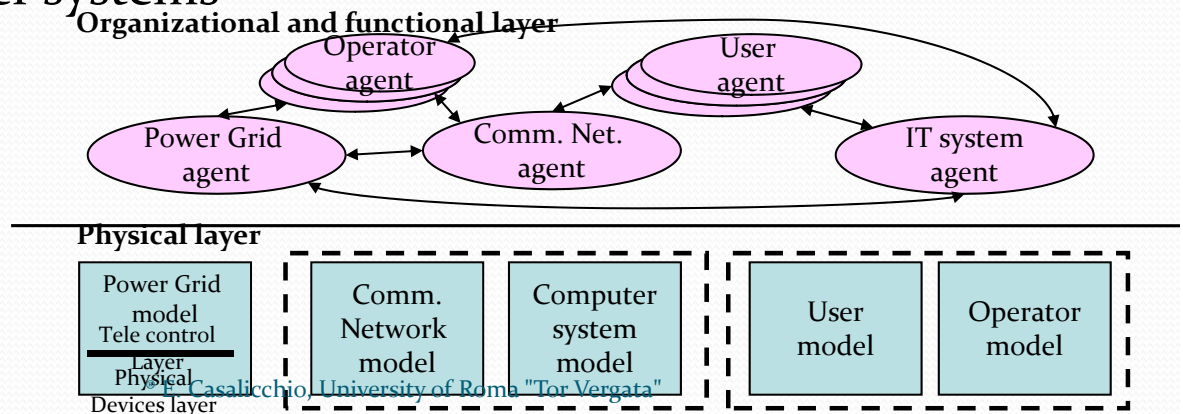 er systems
Organizational and functional layer
Operator
agent
User
agent
Power Grid
agent
Comm. Net.
agent
IT system
agent
Physical layer
Power Grid
model
Tele control
Layer
Physical
Devices layer
Comm.
Network
model
Computer
system
model
User
model
Operator
model
® E. Casalicchio, University of Roma "Tor Vergata"